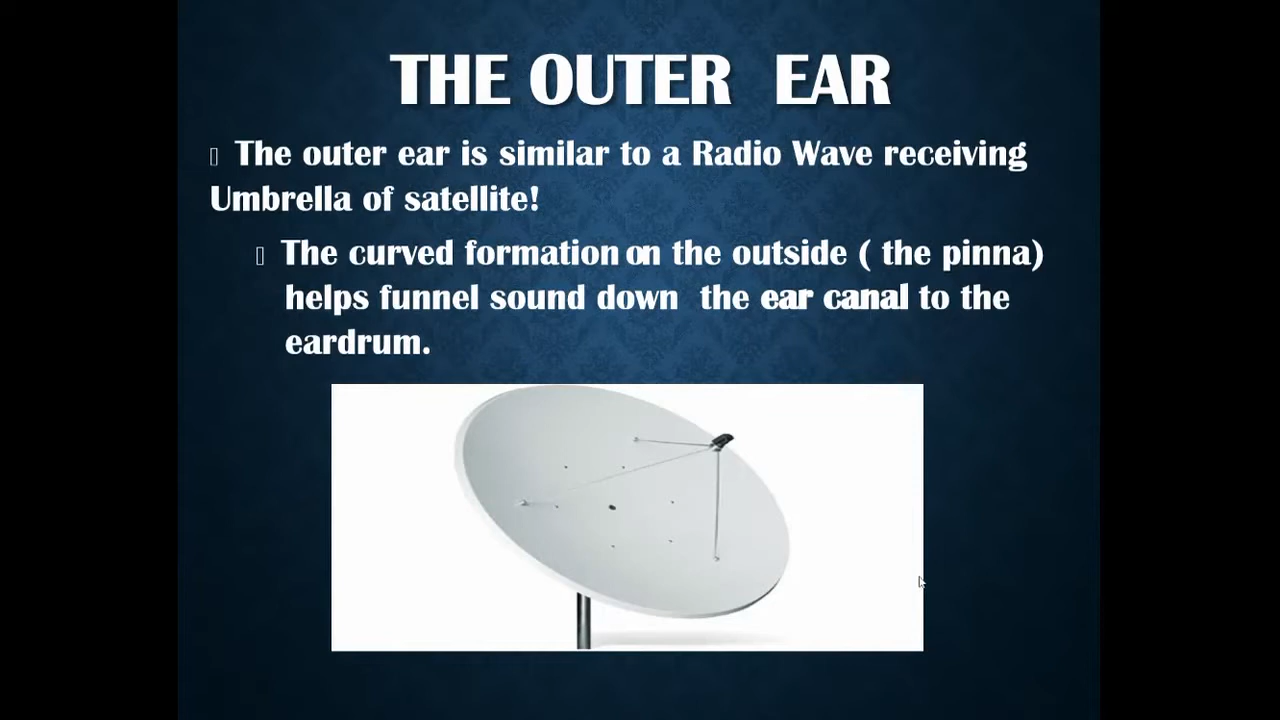 THE OUTER EAR
The outer ear is similar to a Radio Wave receiving
Umbrella of satellite!
The curved formation on the outside ( the pinna)
helps funnel sound down the ear canal to the
eardrum.